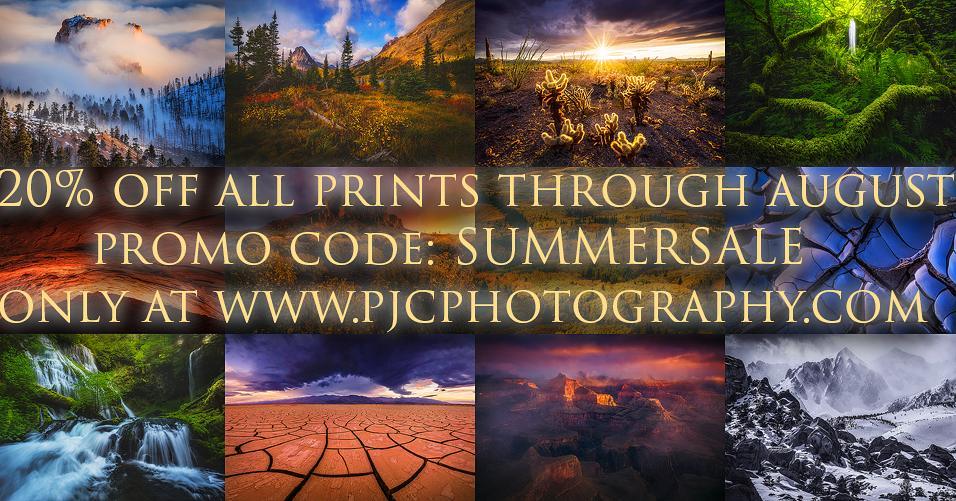 20% OFF ALL PRINTS THROUGH AUGUST
PROMO CODE: SUMMERSALE
ONLY AT WWW.PJCPHOTOGRAPHY.COM